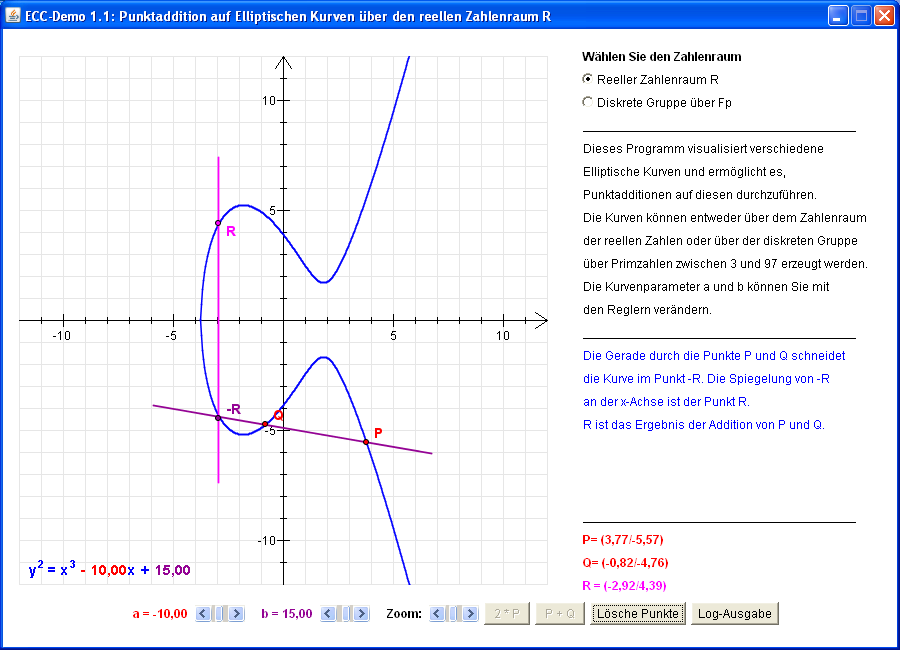 ECC-Demo 1.1: Punktaddition auf Elliptischen Kurven über den reellen Zahlenraum R
Wählen Sie den Zahlenraum
Reeller Zahlenraum R
Diskrete Gruppe über Fp
Dieses Programm visualisiert verschiedene
Elliptische Kurven und ermöglicht es,
Punktadditionen auf diesen durchzuführen.
Die Kurven können entweder über dem Zahlenraum
der reellen Zahlen oder über der diskreten Gruppe
über Primzahlen zwischen 3 und 97 erzeugt werden.
Die Kurvenparameter a und b können Sie mit
den Reglern verändern.
Die Gerade durch die Punkte P und Q schneidet
die Kurve im Punkt -R. Die Spiegelung von -R
an der x-Achse ist der Punkt R.
R ist das Ergebnis der Addition von P und Q.
P= (3,77/-5,57)
Q= (-0,82/-4,76)
R = (-2,92/4,39)
10
5
R
-10
-5
5
10
-R
Q
-5
P
-10
y² = x³ - 10,00x + 15,00
a = -10,00
b = 15,00
Zoom:
2 * P
P + Q
Lösche Punkte
Log-Ausgabe